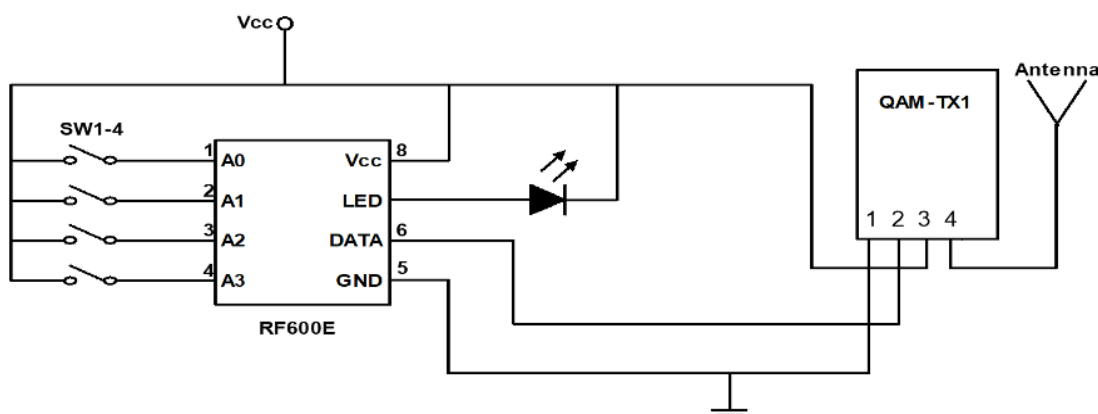 Vcc
QAM-TX1
Antenna
SW1-4
1 A0 Vcc 8
2 A1 LED
3 A2 DATA 6
4 A3 GND 5
1 2 3 4
RF600E